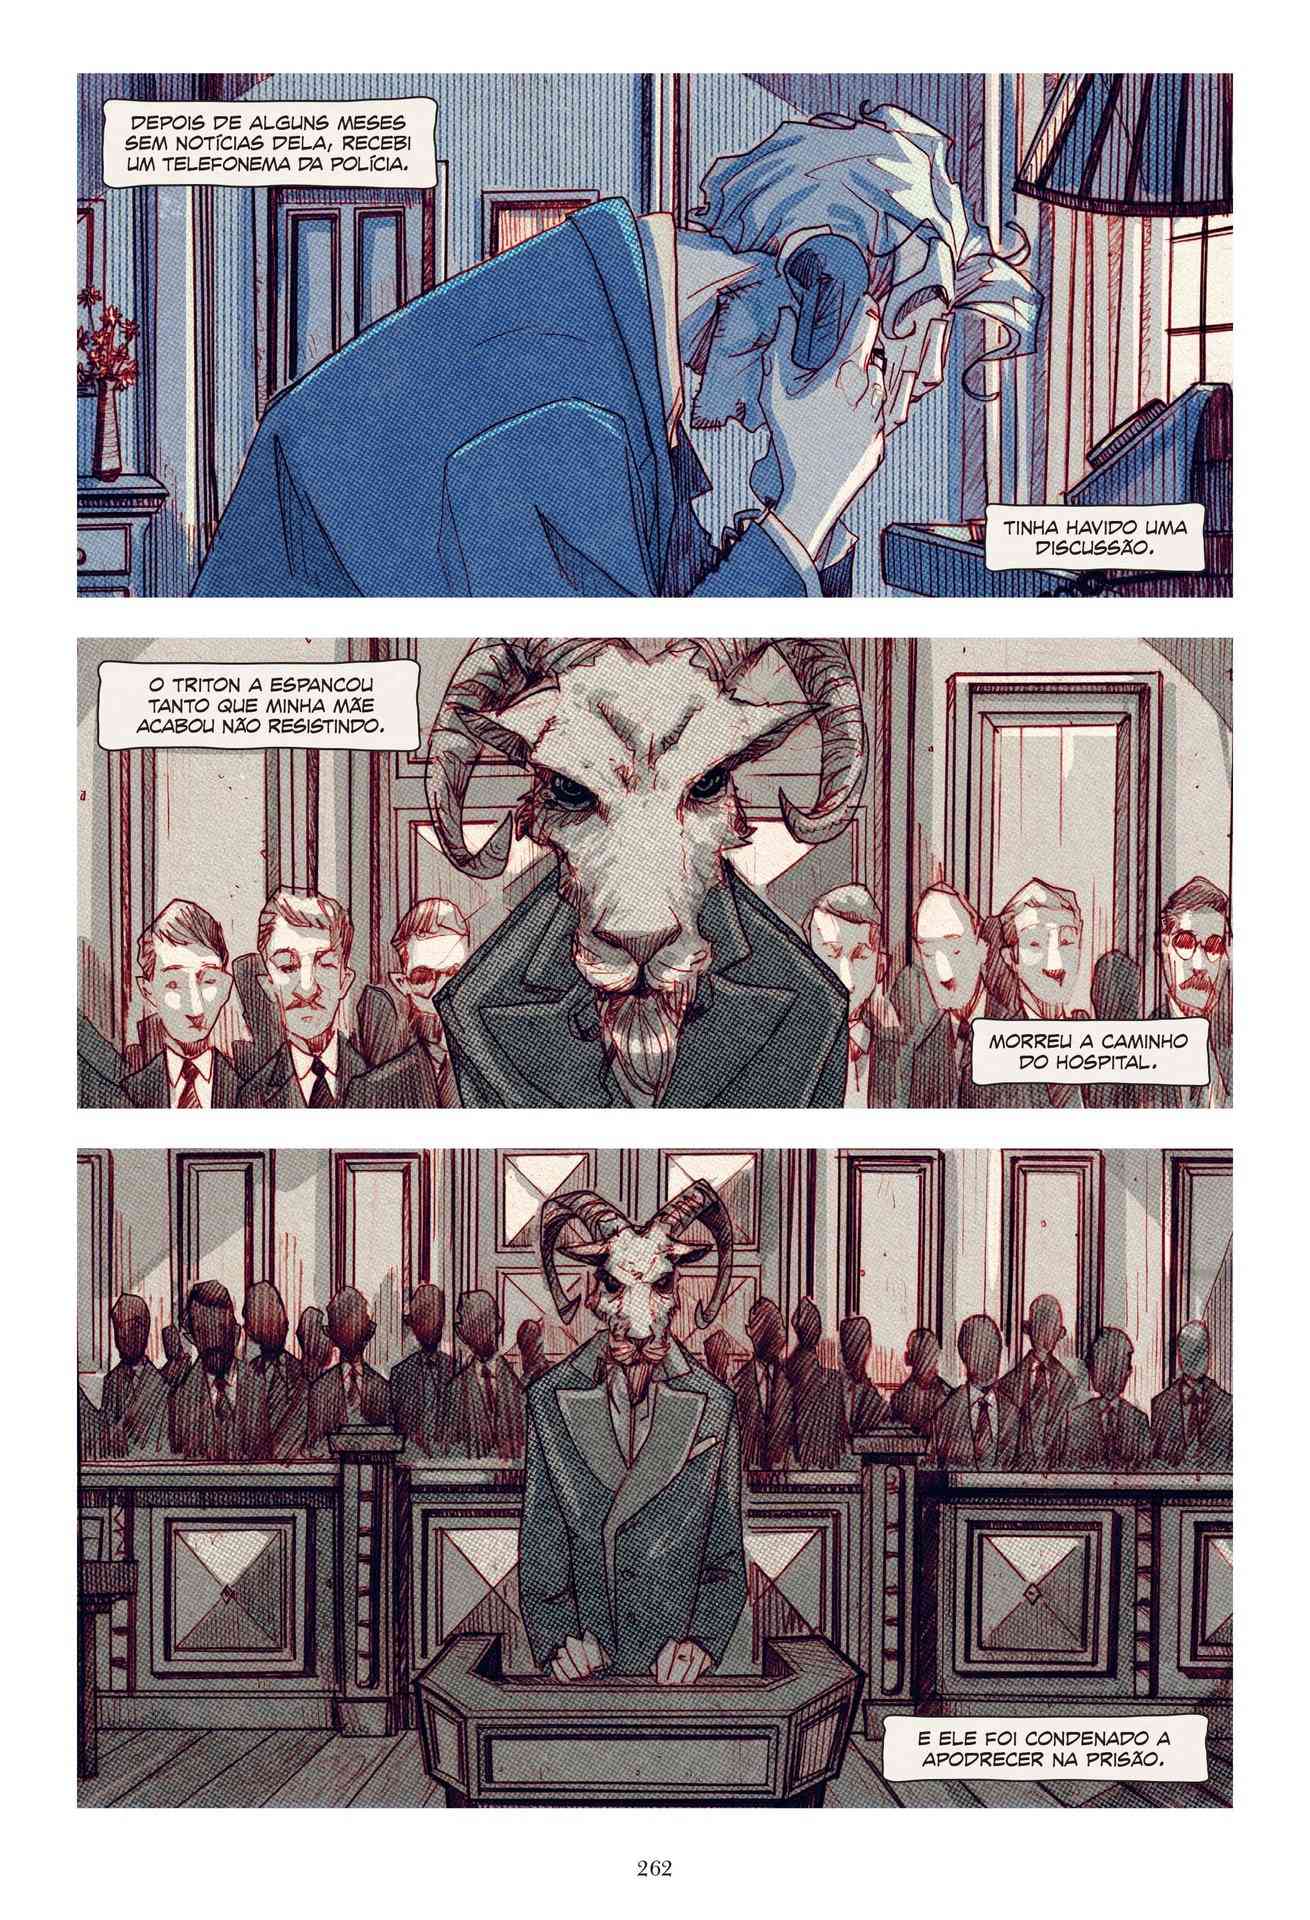 DEPOIS DE ALGUNS MESES
SEM NOTÍCIAS DELA, RECEBI
UM TELEFONEMA DA POLÍCIA.
TINHA HAVIDO UMA
DISCUSSÃO.
O TRITON A ESPANCOU
TANTO QUE MINHA MÃE
ACABOU NÃO RESISTINDO.
MORREU A CAMINHO
DO HOSPITAL.
E ELE FOI CONDENADO A
APODRECER NA PRISÃO.
262